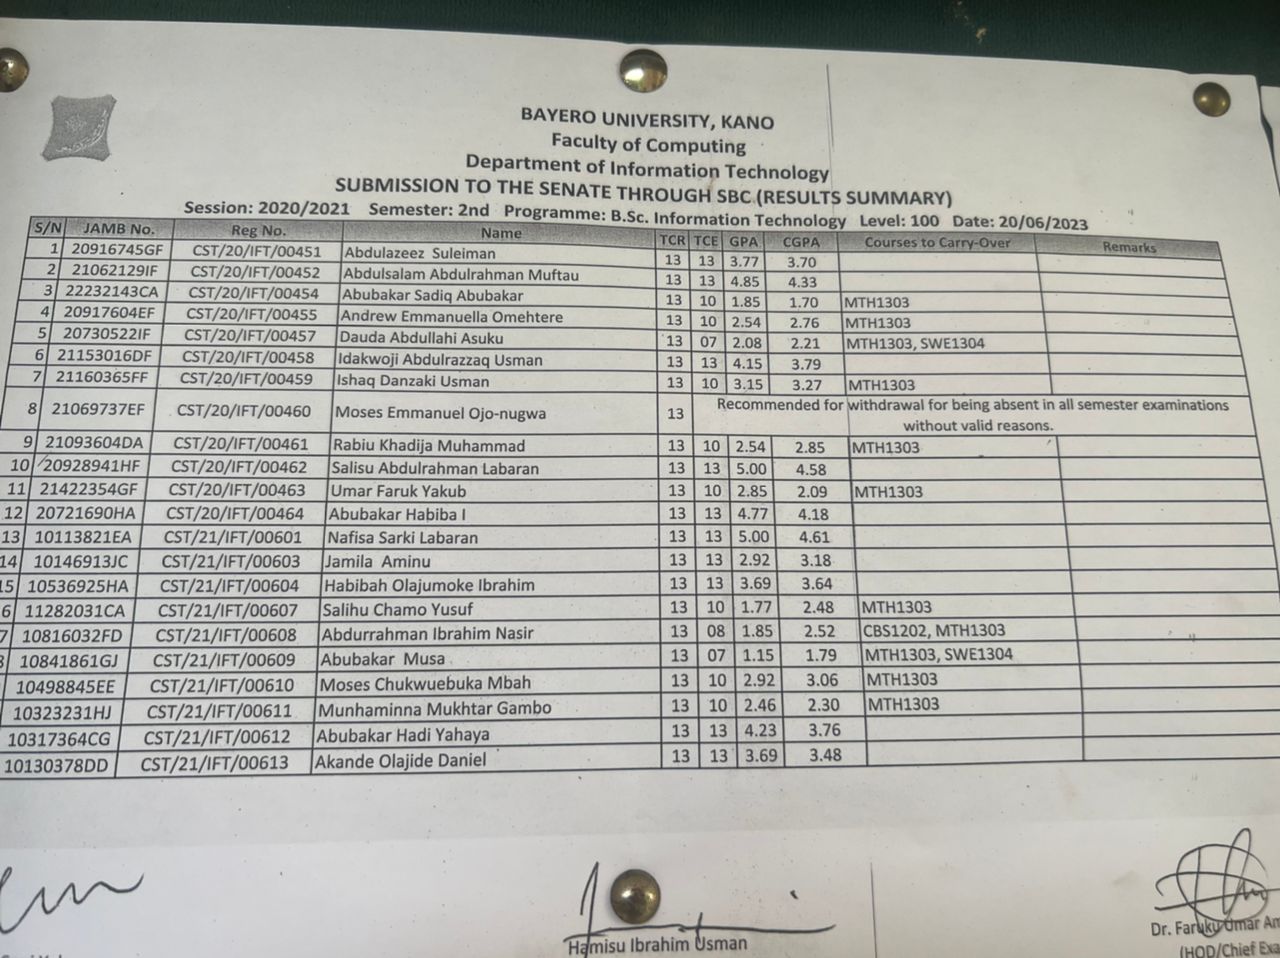 BAYERO UNIVERSITY, KANO
Faculty of Computing
Department of Information Technology
SUBMISSION TO THE SENATE THROUGH SBC (RESULTS SUMMARY)
Session: 2020/2021 Semester: 2nd Programme: B.Sc. Information Technology Level: 100 Date: 20/06/2023
S/N JAMB No. Reg No. Name TCR TCE GPA CGPA Courses to Carry-Over Remarks
1 20916745GF CST/20/IFT/00451 Abdulazeez Suleiman 13 13 3.77 3.70
2 21062129IF CST/20/IFT/00452 Abdulsalam Abdulrahman Muftau 13 13 4.85 4.33
3 22232143CA CST/20/IFT/00454 Abubakar Sadiq Abubakar 13 10 1.85 1.70 MTH1303
4 20917604EF CST/20/IFT/00455 Andrew Emmanuella Omehtere 13 10 2.54 2.76 MTH1303
5 20730522IF CST/20/IFT/00457 Dauda Abdullahi Asuku 13 07 2.08 2.21 MTH1303, SWE1304
6 21153016DF CST/20/IFT/00458 Idakwoji Abdulrazzaq Usman 13 13 4.15 3.79
7 21160365FF CST/20/IFT/00459 Ishaq Danzaki Usman 13 10 3.15 3.27 MTH1303
8 21069737EF CST/20/IFT/00460 Moses Emmanuel Ojo-nugwa 13 Recommended for withdrawal for being absent in all semester examinations
without valid reasons.
9 21093604DA CST/20/IFT/00461 Rabiu Khadija Muhammad 13 10 2.54 2.85 MTH1303
10 20928941HF CST/20/IFT/00462 Salisu Abdulrahman Labaran 13 13 5.00 4.58
11 21422354GF CST/20/IFT/00463 Umar Faruk Yakub 13 10 2.85 2.09 MTH1303
12 20721690HA CST/20/IFT/00464 Abubakar Habiba I 13 13 4.77 4.18
13 10113821EA CST/21/IFT/00601 Nafisa Sarki Labaran 13 13 5.00 4.61
14 10146913JC CST/21/IFT/00603 Jamila Aminu 13 13 2.92 3.18
15 10536925HA CST/21/IFT/00604 Habibah Olajumoke Ibrahim 13 13 3.69 3.64
6 11282031CA CST/21/IFT/00607 Salihu Chamo Yusuf 13 10 1.77 2.48 MTH1303
7 10816032FD CST/21/IFT/00608 Abdurrahman Ibrahim Nasir 13 08 1.85 2.52 CBS1202, MTH1303
10841861GJ CST/21/IFT/00609 Abubakar Musa 13 07 1.15 1.79 MTH1303, SWE1304
10498845EE CST/21/IFT/00610 Moses Chukwuebuka Mbah 13 10 2.92 3.06 MTH1303
10323231HJ CST/21/IFT/00611 Munhaminna Mukhtar Gambo 13 10 2.46 2.30 MTH1303
10317364CG CST/21/IFT/00612 Abubakar Hadi Yahaya 13 13 4.23 3.76
10130378DD CST/21/IFT/00613 Akande Olajide Daniel 13 13 3.69 3.48
Hamisu Ibrahim Usman
Dr. Faruku Umar Am
(HOD/Chief Exa